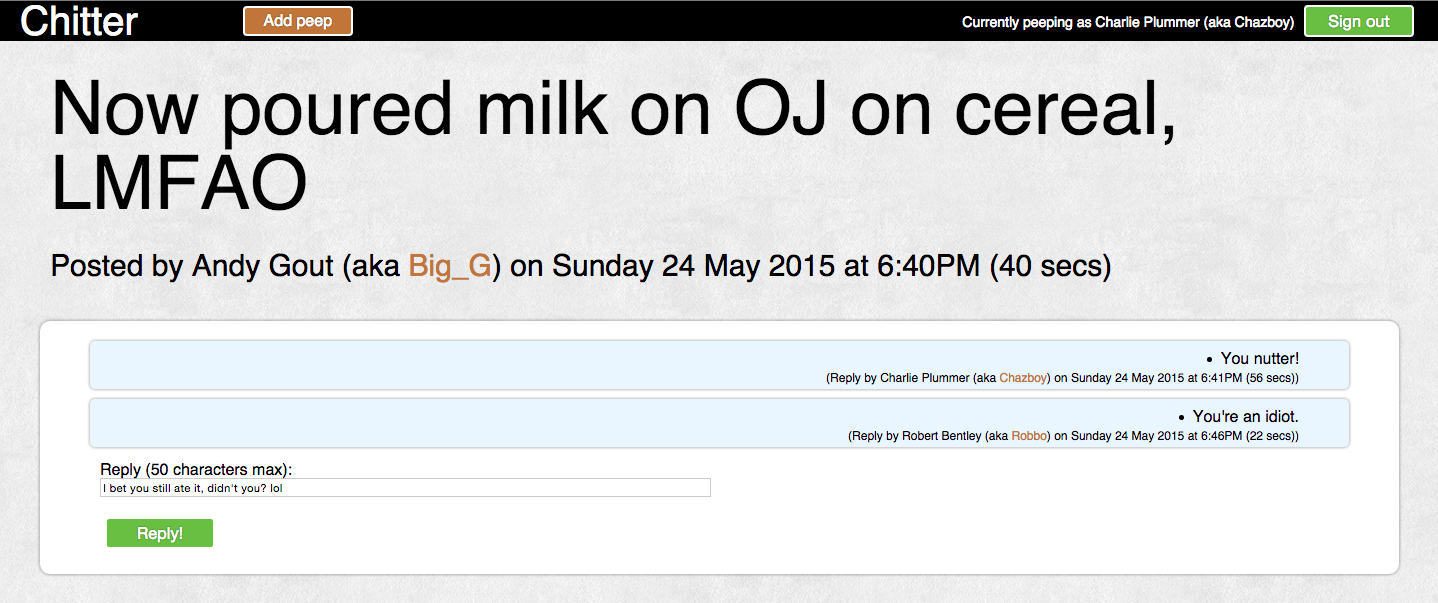 Chitter
Add peep
Currently peeping as Charlie Plummer (aka Chazboy)
Sign out
Now poured milk on OJ on cereal,
LMFAO
Posted by Andy Gout (aka Big_G) on Sunday 24 May 2015 at 6:40PM (40 secs)
• You nutter!
(Reply by Charlie Plummer (aka Chazboy) on Sunday 24 May 2015 at 6:41PM (56 secs))
• You're an idiot.
(Reply by Robert Bentley (aka Robbo) on Sunday 24 May 2015 at 6:46PM (22 secs))
Reply (50 characters max):
I bet you still ate it, didn't you? lol
Reply!